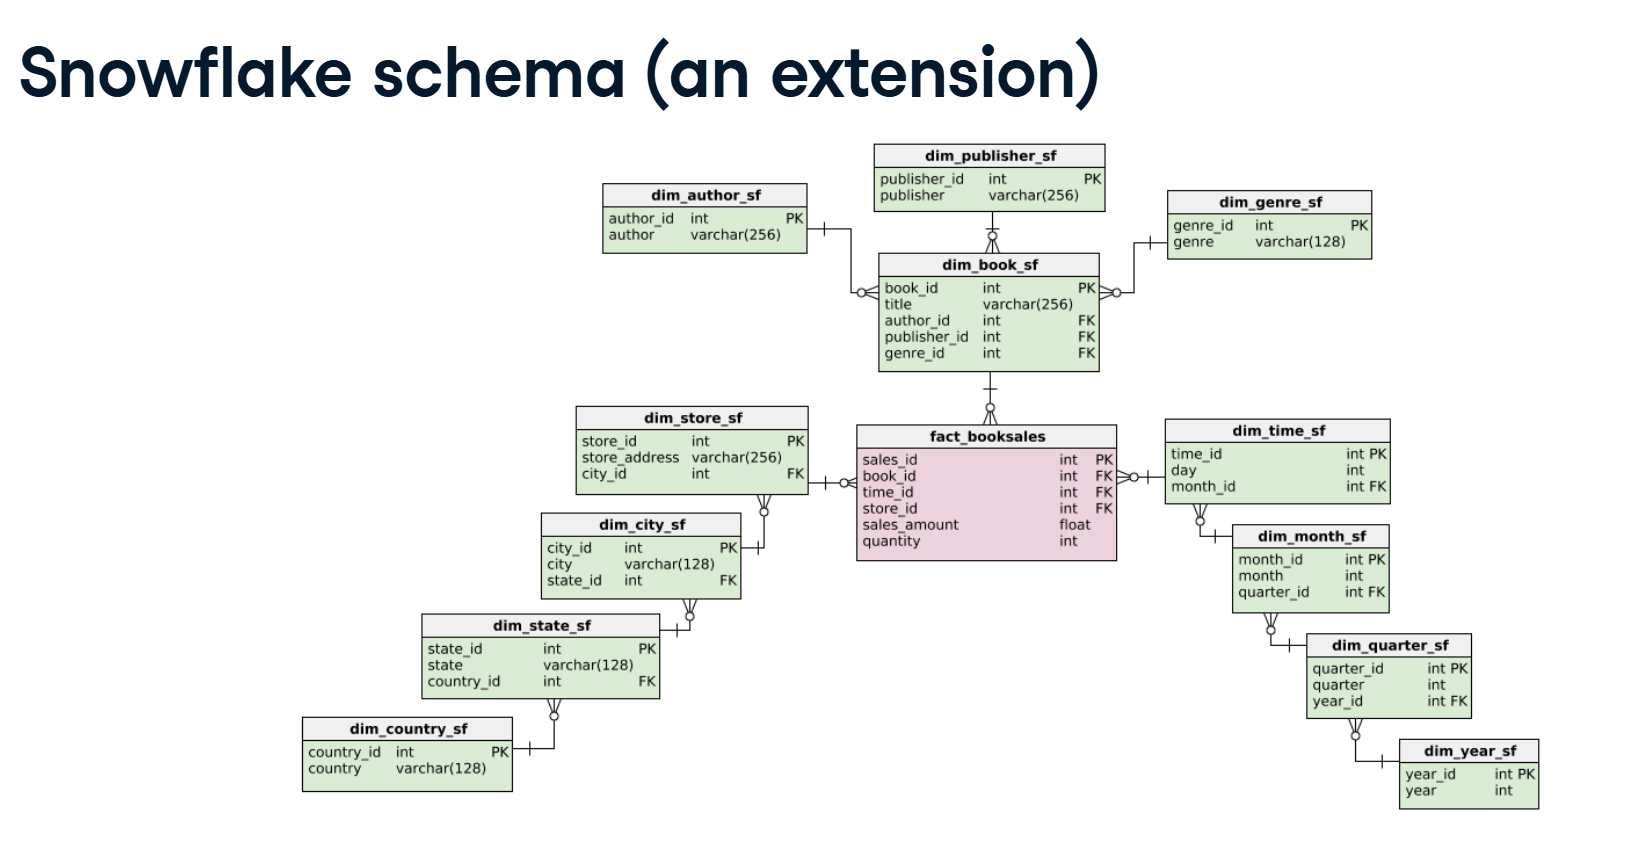 Snowflake schema (an extension)
dim_publisher_sf
publisher_id int PK
publisher varchar(256)
dim_author_sf
author_id int PK
author varchar(256)
dim_genre_sf
genre_id int PK
genre varchar(128)
dim_book_sf
book_id int PK
title varchar(256)
author_id int FK
publisher_id int FK
genre_id int FK
dim_store_sf
store_id int PK
store_address varchar(256)
city_id int FK
fact_booksales
sales_id int PK
book_id int FK
time_id int FK
store_id int FK
sales_amount float
quantity int
dim_time_sf
time_id int PK
day int
month_id int FK
dim_city_sf
city_id int PK
city varchar(128)
state_id int FK
dim_month_sf
month_id int PK
month int
quarter_id int FK
dim_state_sf
state_id int PK
state varchar(128)
country_id int FK
dim_quarter_sf
quarter_id int PK
quarter int
year_id int FK
dim_country_sf
country_id int PK
country varchar(128)
dim_year_sf
year_id int PK
year int